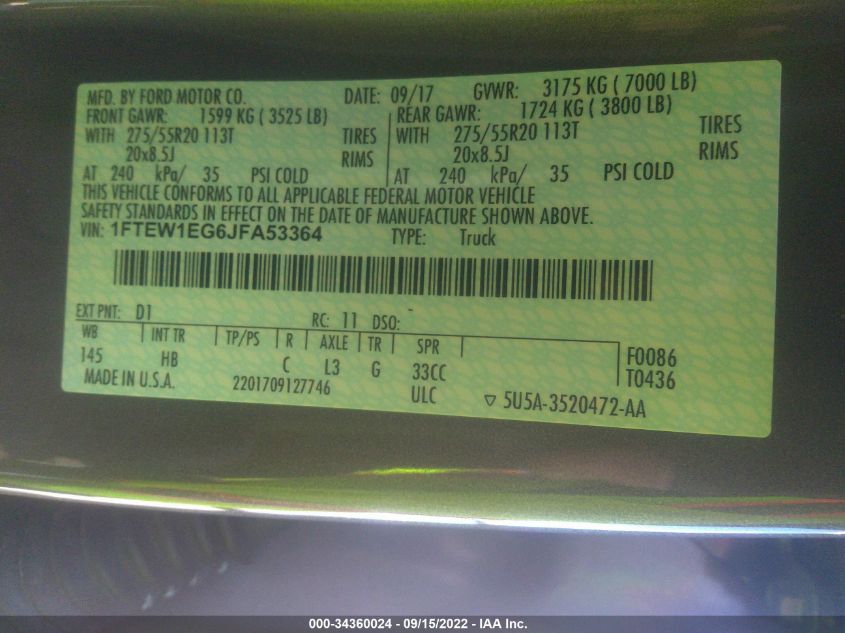 MFD. BY FORD MOTOR CO. DATE: 09/17 GVWR: 3175 KG ( 7000 LB)
FRONT GAWR: 1599 KG ( 3525 LB) REAR GAWR: 1724 KG ( 3800 LB)
WITH 275/55R20 113T TIRES WITH 275/55R20 113T TIRES
20x8.5J RIMS 20x8.5J RIMS
AT 240 kPa/ 35 PSI COLD AT 240 kPa/ 35 PSI COLD
THIS VEHICLE CONFORMS TO ALL APPLICABLE FEDERAL MOTOR VEHICLE
SAFETY STANDARDS IN EFFECT ON THE DATE OF MANUFACTURE SHOWN ABOVE.
VIN: 1FTEW1EG6JFA53364 TYPE: Truck
EXT PNT: D1 RC: 11 DSO:
WB INT TR TP/PS R AXLE TR SPR
145 HB C L3 G 33CC F0086
MADE IN U.S.A. 2201709127746 ULC T0436
▽ 5U5A-3520472-AA
000-34360024 - 09/15/2022 - IAA Inc.